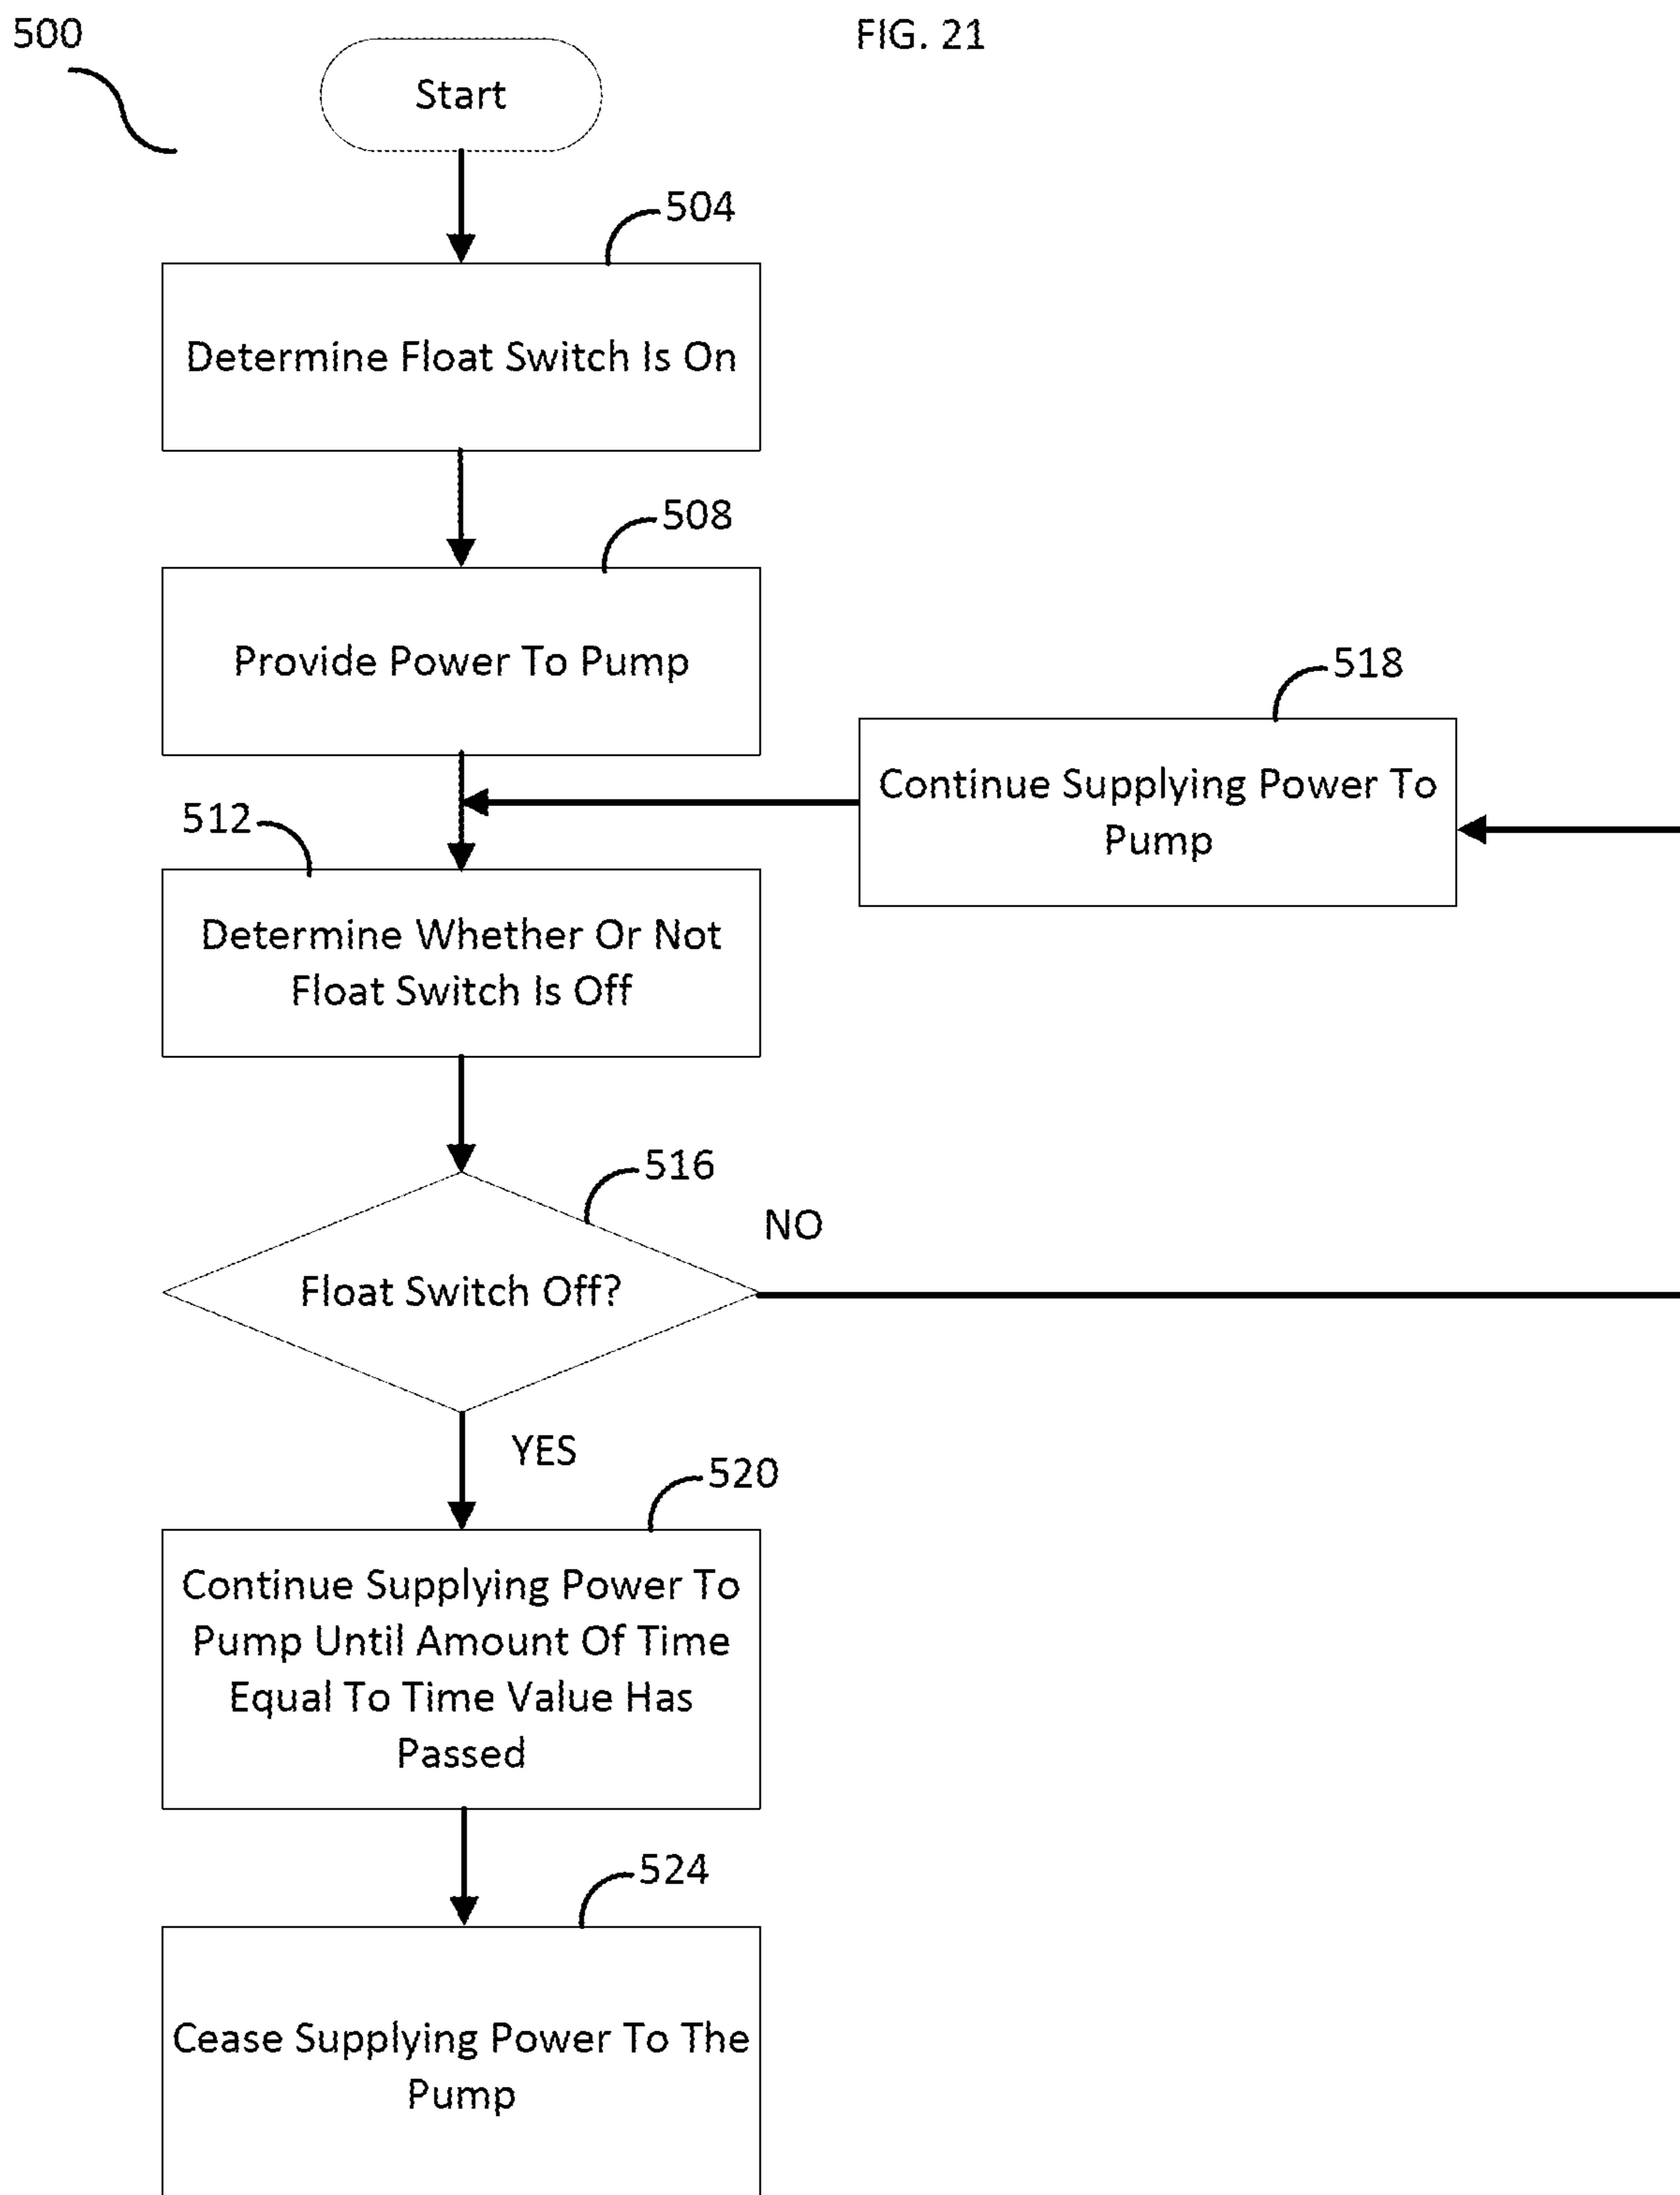 500
FIG. 21
Start
504
Determine Float Switch Is On
508
Provide Power To Pump
518
Continue Supplying Power To
Pump
512
Determine Whether Or Not
Float Switch Is Off
516
NO
Float Switch Off?
YES
520
Continue Supplying Power To
Pump Until Amount Of Time
Equal To Time Value Has
Passed
524
Cease Supplying Power To The
Pump